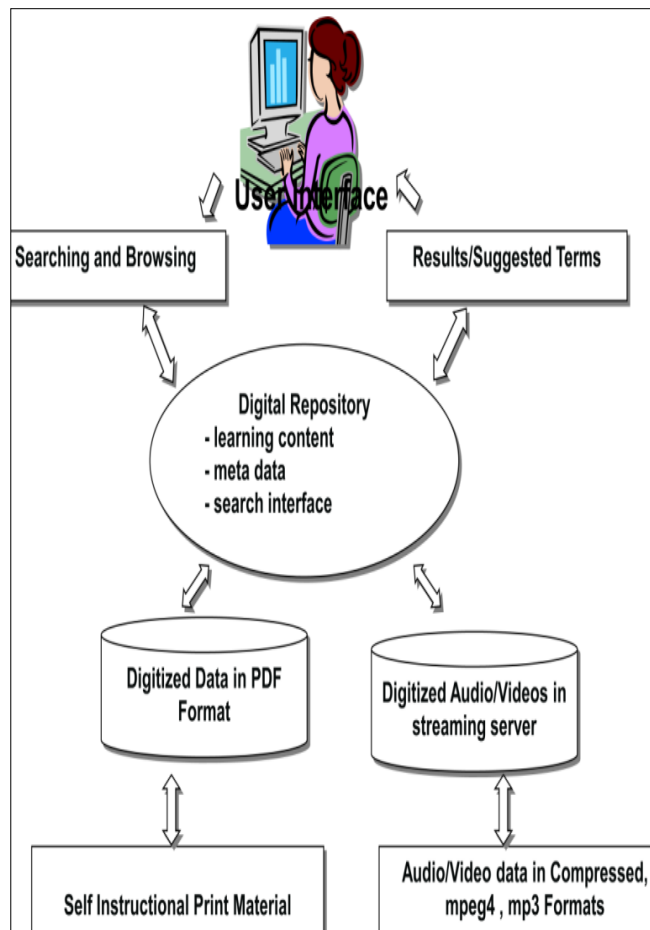 User Interface
Searching and Browsing
Results/Suggested Terms
Digital Repository
- learning content
- meta data
- search interface
Digitized Data in PDF
Format
Digitized Audio/Videos in
streaming server
Self Instructional Print Material
Audio/Video data in Compressed,
mpeg4 , mp3 Formats